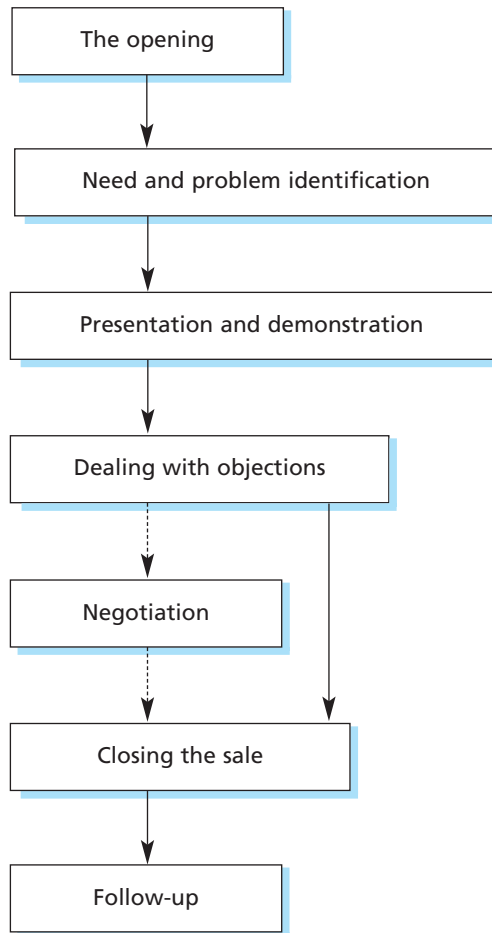 The opening
Need and problem identification
Presentation and demonstration
Dealing with objections
Negotiation
Closing the sale
Follow-up